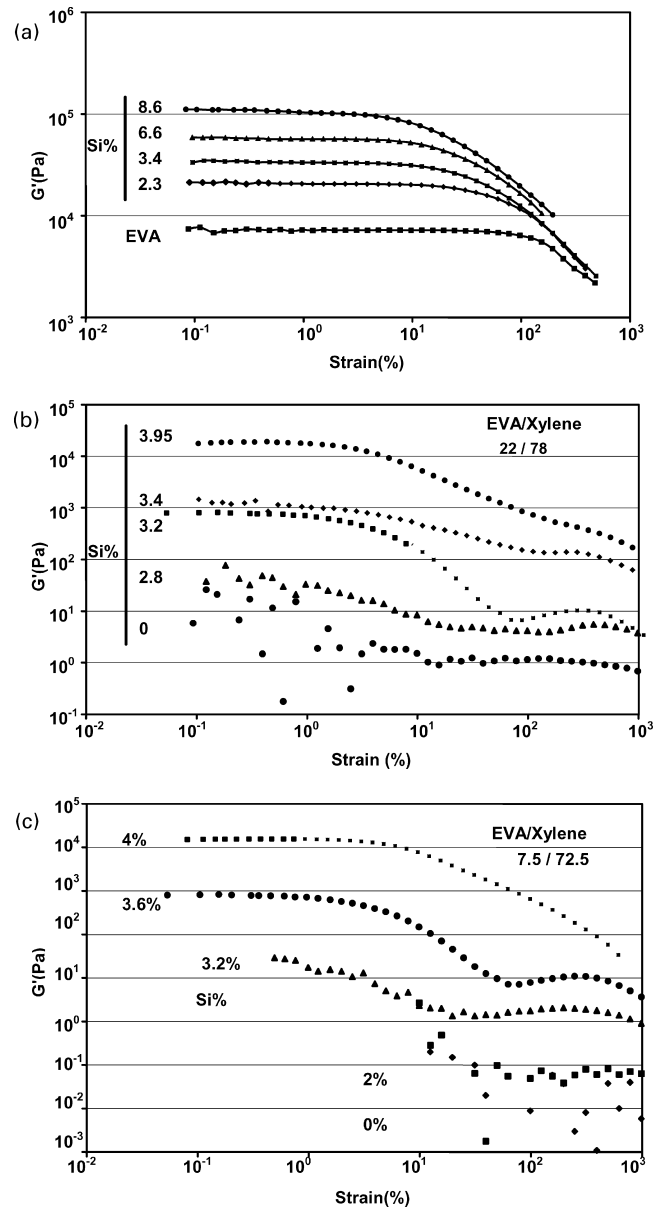 (a)
10^6
10^5
10^4
10^3
G'(Pa)
Si%
8.6
6.6
3.4
2.3
EVA
10^-2 10^-1 10^0 10^1 10^2 10^3
Strain(%)
(b)
10^5
10^4
10^3
10^2
10^1
10^0
10^-1
G'(Pa)
EVA/Xylene
22 / 78
Si%
3.95
3.4
3.2
2.8
0
10^-2 10^-1 10^0 10^1 10^2 10^3
Strain (%)
(c)
10^5
10^4
10^3
10^2
10^1
10^0
10^-1
10^-2
10^-3
G'(Pa)
EVA/Xylene
7.5 / 72.5
4%
3.6%
3.2%
Si%
2%
0%
10^-2 10^-1 10^0 10^1 10^2 10^3
Strain(%)